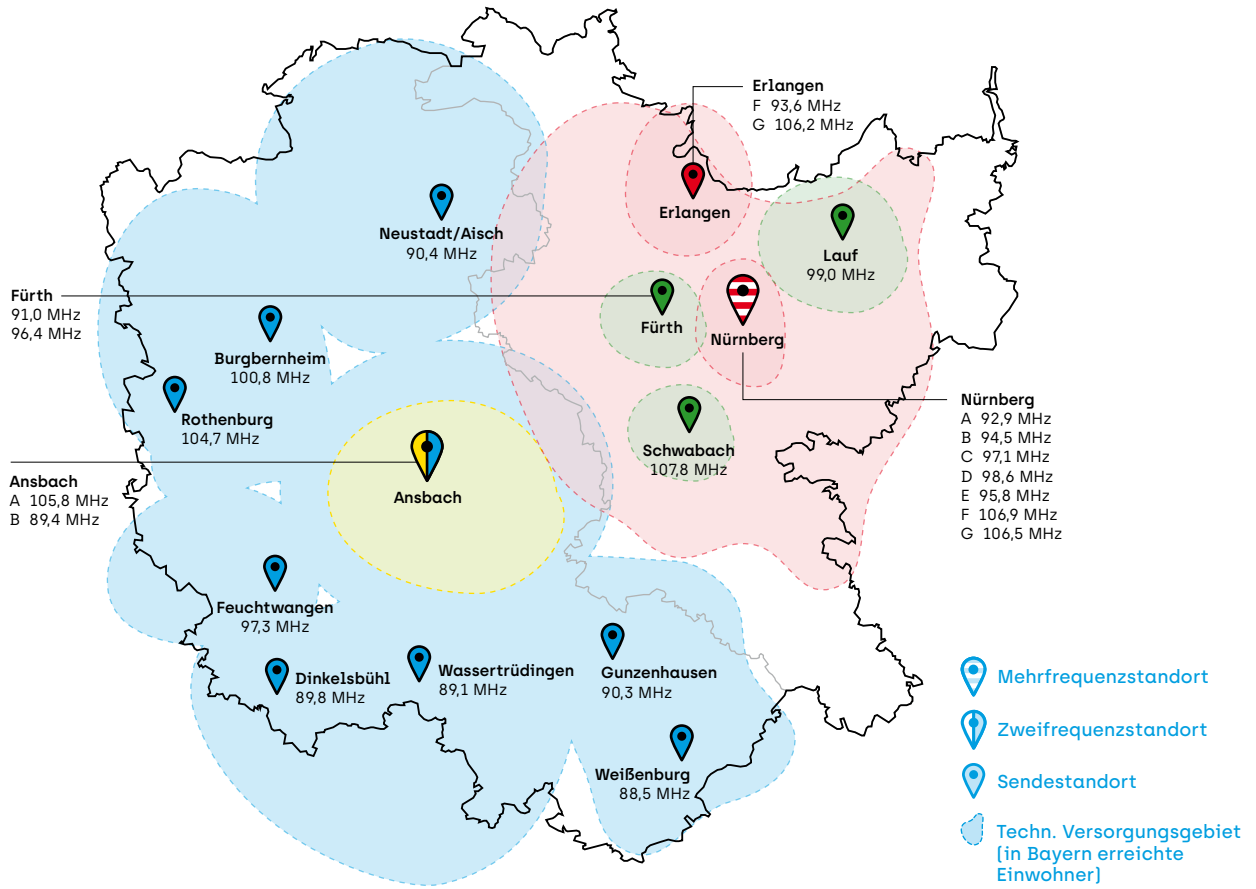 Erlangen
F 93,6 MHz
G 106,2 MHz
Erlangen
Neustadt/Aisch
90,4 MHz
Lauf
99,0 MHz
Fürth
91,0 MHz
96,4 MHz
Fürth
Nürnberg
Burgbernheim
100,8 MHz
Rothenburg
104,7 MHz
Nürnberg
A 92,9 MHz
B 94,5 MHz
C 97,1 MHz
D 98,6 MHz
E 95,8 MHz
F 106,9 MHz
G 106,5 MHz
Schwabach
107,8 MHz
Ansbach
A 105,8 MHz
B 89,4 MHz
Ansbach
Feuchtwangen
97,3 MHz
Dinkelsbühl
89,8 MHz
Wassertrüdingen
89,1 MHz
Gunzenhausen
90,3 MHz
Weißenburg
88,5 MHz
Mehrfrequenzstandort
Zweifrequenzstandort
Sendestandort
Techn. Versorgungsgebiet
(in Bayern erreichte
Einwohner)